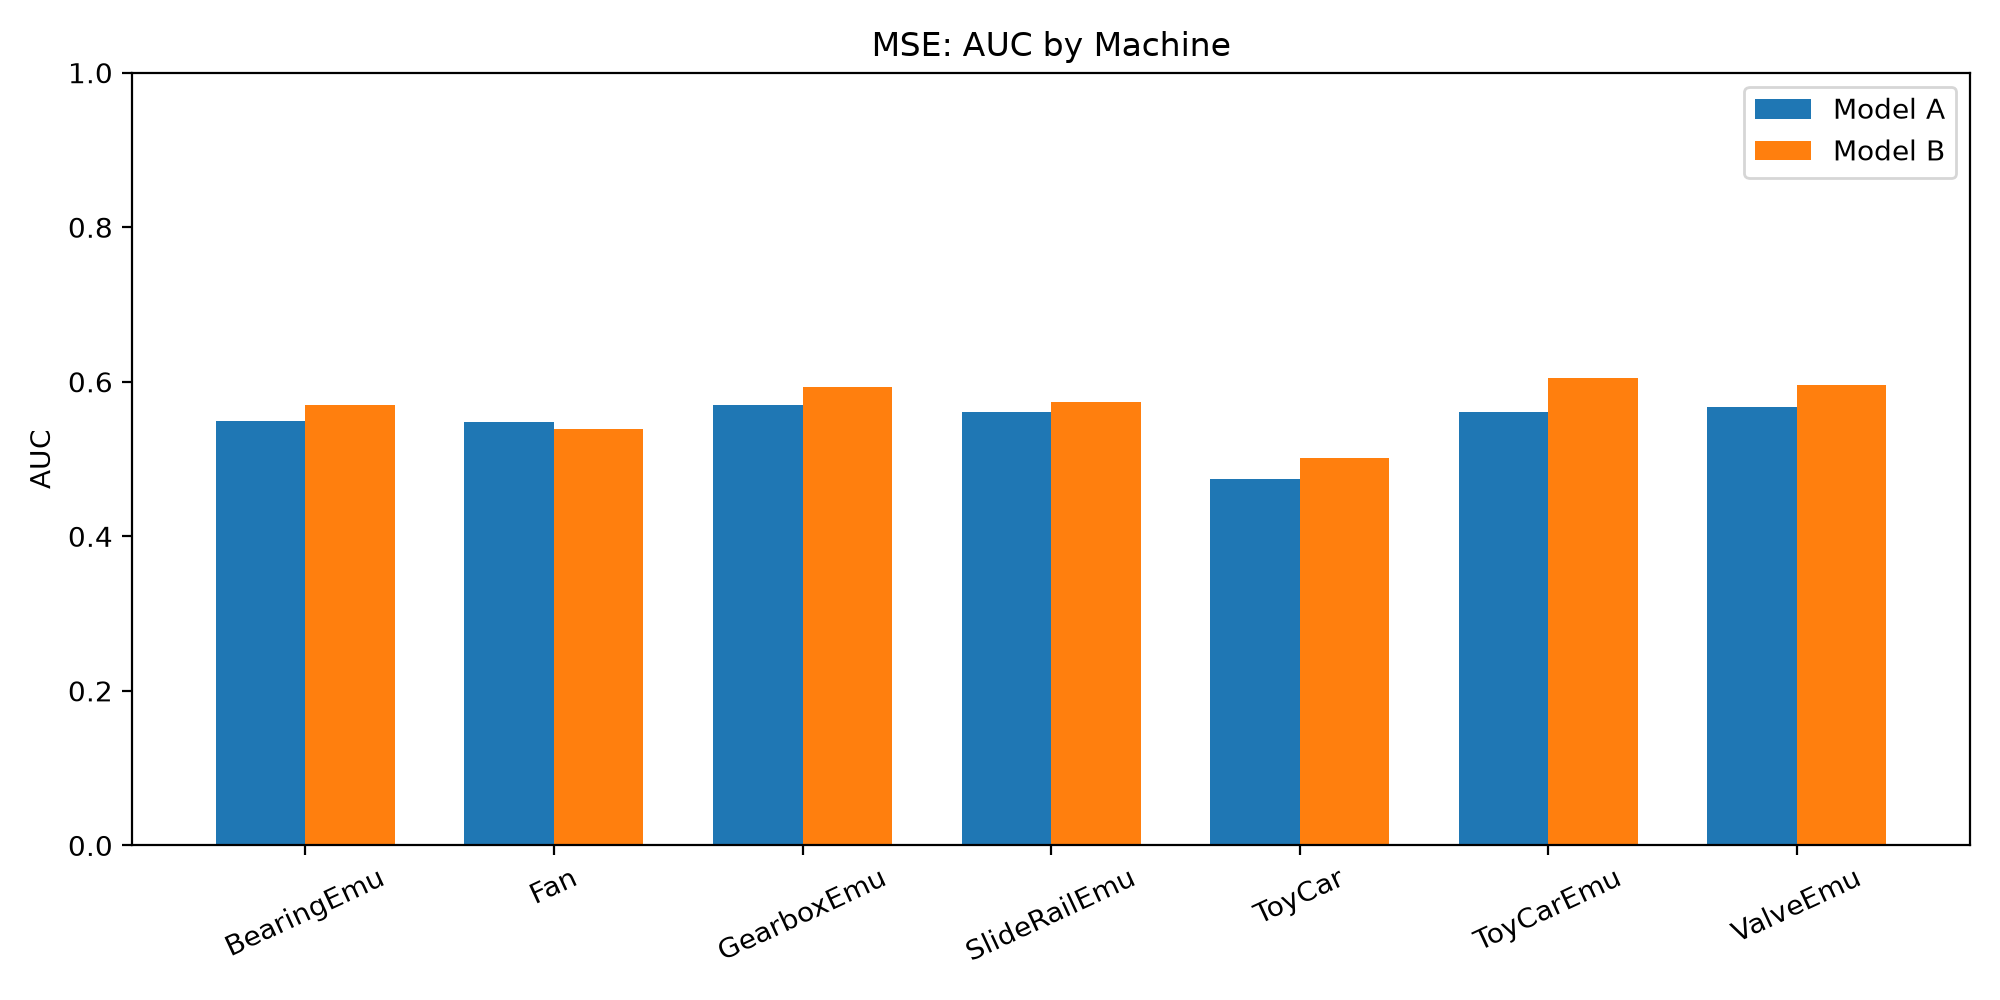 MSE: AUC by Machine
1.0
0.8
0.6
0.4
0.2
0.0
AUC
Model A
Model B
BearingEmu
Fan
GearboxEmu
SlideRailEmu
ToyCar
ToyCarEmu
ValveEmu